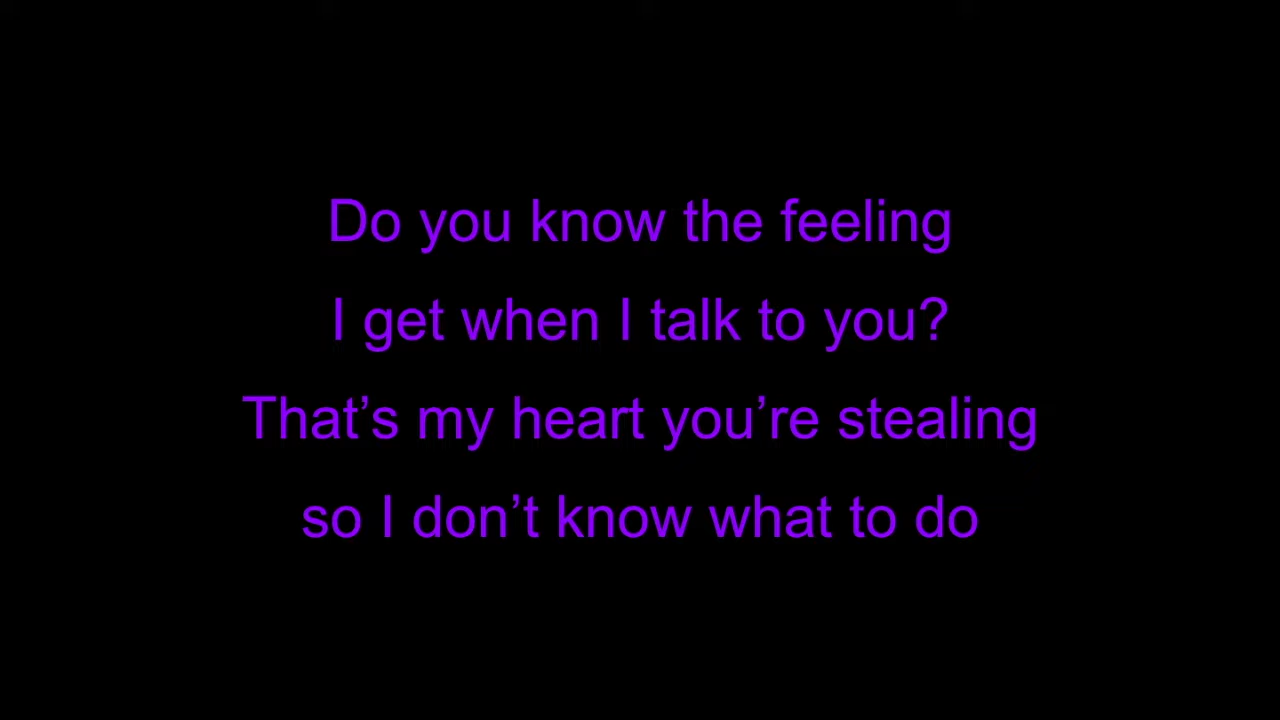 Do you know the feeling
I get when I talk to you?
That’s my heart you’re stealing
so I don’t know what to do